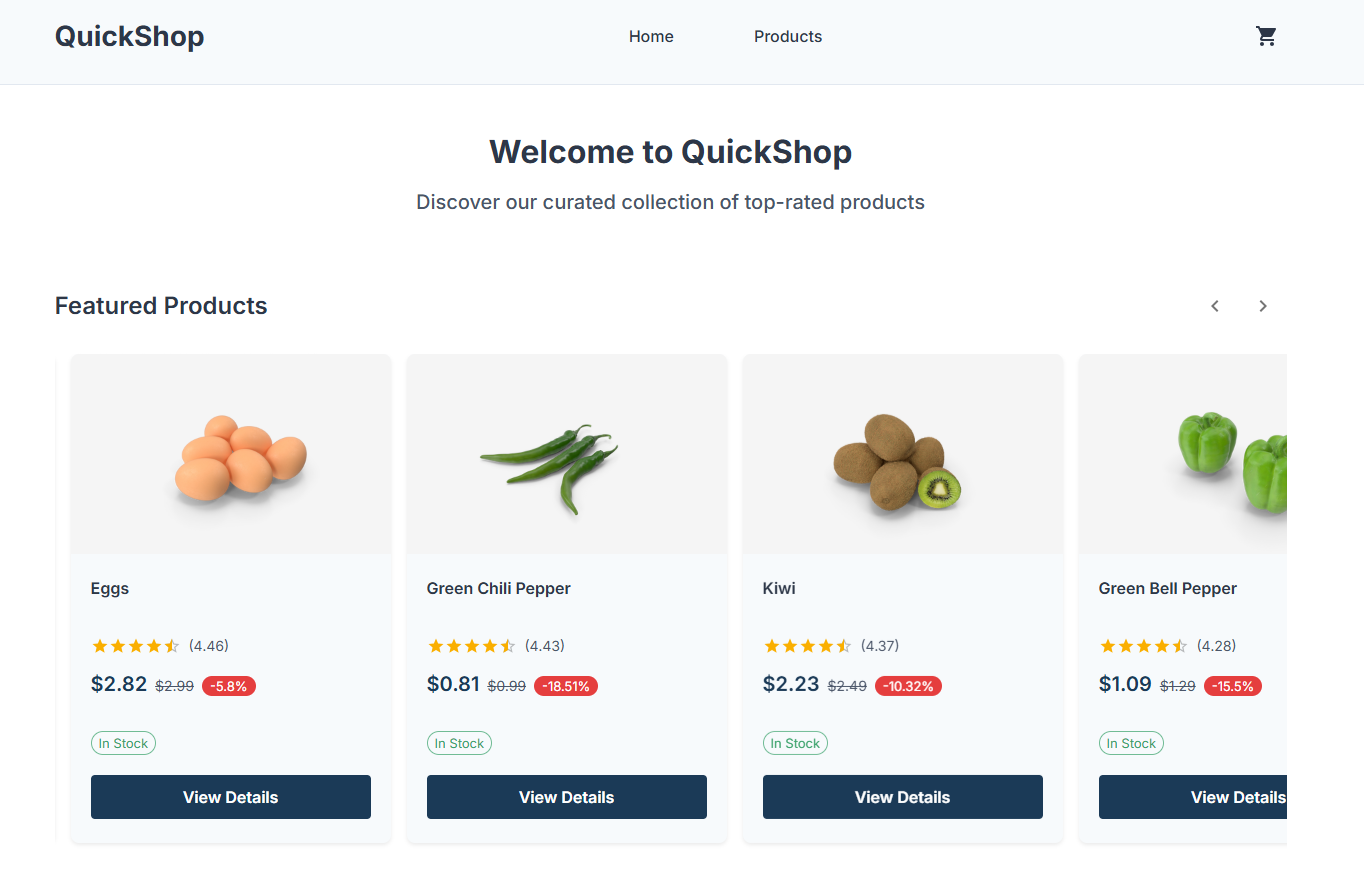 QuickShop
Home
Products
Welcome to QuickShop
Discover our curated collection of top-rated products
Featured Products
Eggs
(4.46)
$2.82 $2.99 -5.8%
In Stock
View Details
Green Chili Pepper
(4.43)
$0.81 $0.99 -18.51%
In Stock
View Details
Kiwi
(4.37)
$2.23 $2.49 -10.32%
In Stock
View Details
Green Bell Pepper
(4.28)
$1.09 $1.29 -15.5%
In Stock
View Details